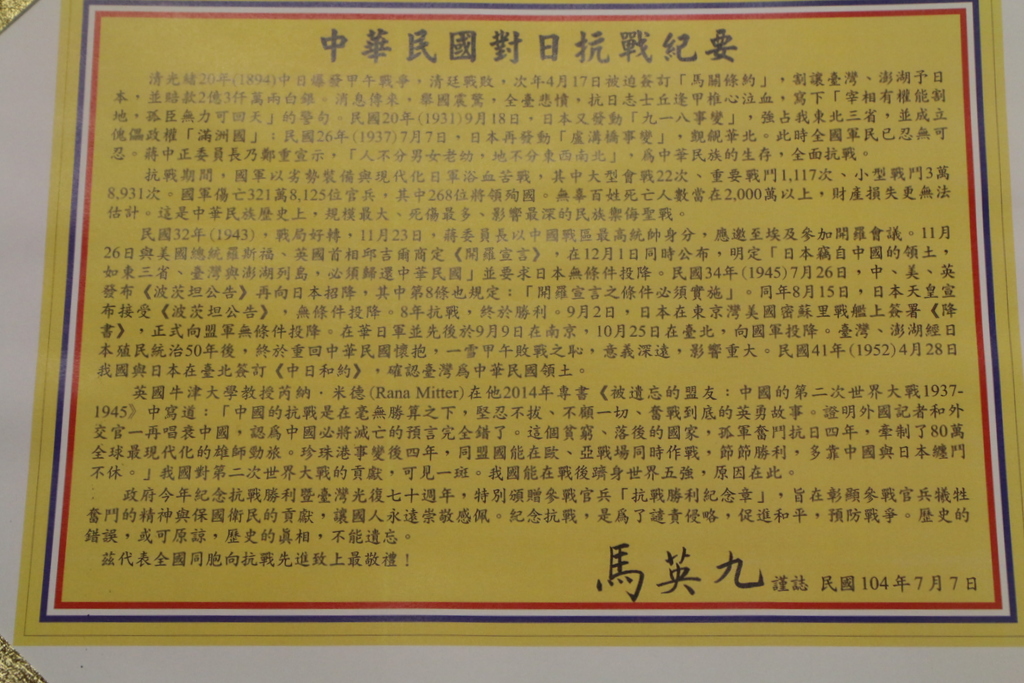 中華民國對日抗戰紀要
清光緒20年(1894)中日爆發甲午戰爭，清廷戰敗，次年4月17日被迫簽訂「馬關條約」，割讓臺灣、澎湖予日
本，並賠款2億3仟萬兩白銀。消息傳來，舉國震驚，全臺悲憤，抗日志士丘逢甲椎心泣血，寫下「宰相有權能割
地，孤臣無力可回天」的警句。民國20年(1931)9月18日，日本又發動「九一八事變」，強占我東北三省，並成立
傀儡政權「滿洲國」；民國26年(1937)7月7日，日本再發動「盧溝橋事變」，覬覦華北。此時全國軍民已忍無可
忍。蔣中正委員長乃鄭重宣示，「人不分男女老幼，地不分東西南北」，為中華民族的生存，全面抗戰。
抗戰期間，國軍以劣勢裝備與現代化日軍浴血苦戰，其中大型會戰22次、重要戰鬥1,117次、小型戰鬥3萬
8,931次。國軍傷亡321萬8,125位官兵，其中268位將領殉國。無辜百姓死亡人數當在2,000萬以上，財產損失更無法
估計。這是中華民族歷史上，規模最大、死傷最多、影響最深的民族禦侮聖戰。
民國32年(1943)，戰局好轉，11月23日，蔣委員長以中國戰區最高統帥身分，應邀至埃及參加開羅會議。11月
26日與美國總統羅斯福、英國首相邱吉爾商定《開羅宣言》，在12月1日同時公布，明定「日本竊自中國的領土，
如東三省、臺灣與澎湖列島，必須歸還中華民國」並要求日本無條件投降。民國34年(1945)7月26日，中、美、英
發布《波茨坦公告》再向日本招降，其中第8條也規定：「開羅宣言之條件必須實施」。同年8月15日，日本天皇宣
布接受《波茨坦公告》，無條件投降。8年抗戰，終於勝利。9月2日，日本在東京灣美國密蘇里戰艦上簽署《降
書》，正式向盟軍無條件投降。在華日軍並先後於9月9日在南京，10月25日在臺北，向國軍投降。臺灣、澎湖經日
本殖民統治50年後，終於重回中華民國懷抱，一雪甲午敗戰之恥，意義深遠，影響重大。民國41年(1952)4月28日
我國與日本在臺北簽訂《中日和約》，確認臺灣為中華民國領土。
英國牛津大學教授芮納．米德(Rana Mitter)在他2014年專書《被遺忘的盟友：中國的第二次世界大戰1937-
1945》中寫道：「中國的抗戰是在毫無勝算之下，堅忍不拔、不顧一切、奮戰到底的英勇故事。證明外國記者和外
交官一再唱衰中國，認為中國必將滅亡的預言完全錯了。這個貧窮、落後的國家，孤軍奮鬥抗日四年，牽制了80萬
全球最現代化的雄師勁旅。珍珠港事變後四年，同盟國能在歐、亞戰場同時作戰，節節勝利，多靠中國與日本纏鬥
不休。」我國對第二次世界大戰的貢獻，可見一斑。我國能在戰後躋身世界五強，原因在此。
政府今年紀念抗戰勝利暨臺灣光復七十週年，特別頒贈參戰官兵「抗戰勝利紀念章」，旨在彰顯參戰官兵犧牲
奮鬥的精神與保國衛民的貢獻，讓國人永遠崇敬感佩。紀念抗戰，是為了譴責侵略，促進和平，預防戰爭。歷史的
錯誤，或可原諒，歷史的真相，不能遺忘。
茲代表全國同胞向抗戰先進致上最敬禮！
馬英九 謹誌 民國104年7月7日